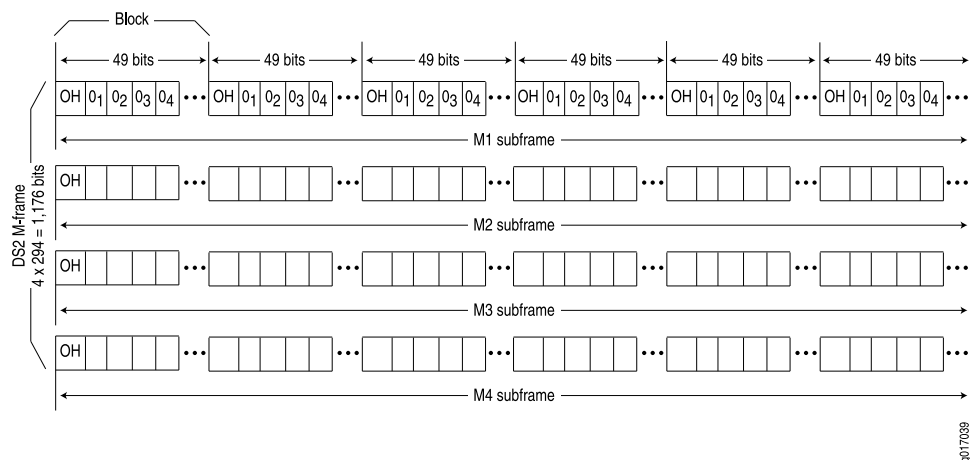 Block
49 bits 49 bits 49 bits 49 bits 49 bits 49 bits
OH 0₁ 0₂ 0₃ 0₄ ••• OH 0₁ 0₂ 0₃ 0₄ ••• OH 0₁ 0₂ 0₃ 0₄ ••• OH 0₁ 0₂ 0₃ 0₄ ••• OH 0₁ 0₂ 0₃ 0₄ ••• OH 0₁ 0₂ 0₃ 0₄ •••
M1 subframe
OH ••• ••• ••• ••• ••• •••
M2 subframe
OH ••• ••• ••• ••• ••• •••
M3 subframe
OH ••• ••• ••• ••• ••• •••
M4 subframe
DS2 M-frame
4 x 294 = 1,176 bits
g017039